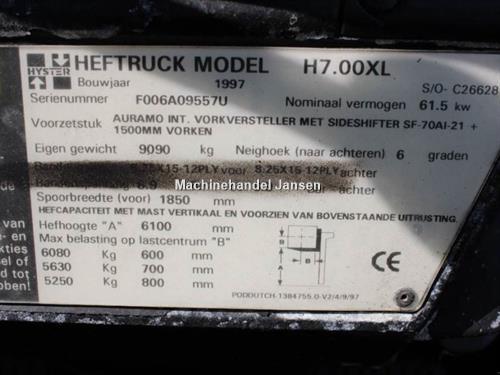 HYSTER HEFTRUCK MODEL H7.00XL
Bouwjaar 1997 S/O- C26628
Serienummer F006A09557U Nominaal vermogen 61.5 kw
Voorzetstuk AURAMO INT. VORKVERSTELLER MET SIDESHIFTER SF-70AI-21 +
1500MM VORKEN
Eigen gewicht 9090 kg Neighoek (naar achteren) 6 graden
8.25X15-12PLY voor 8.25X15-12PLY achter
Machinehandel Jansen
Bandenspanning 8.9 bar achter
Spoorbreedte (voor) 1850 mm
HEFCAPACITEIT MET MAST VERTIKAAL EN VOORZIEN VAN BOVENSTAANDE UITRUSTING.
Hefhoogte "A" 6100 mm
Max belasting op lastcentrum "B"
6080 kg 600 mm
5630 kg 700 mm
5250 kg 800 mm
B
B
A
CE
PODDUTCH-1384755.0-V2/4/9/97